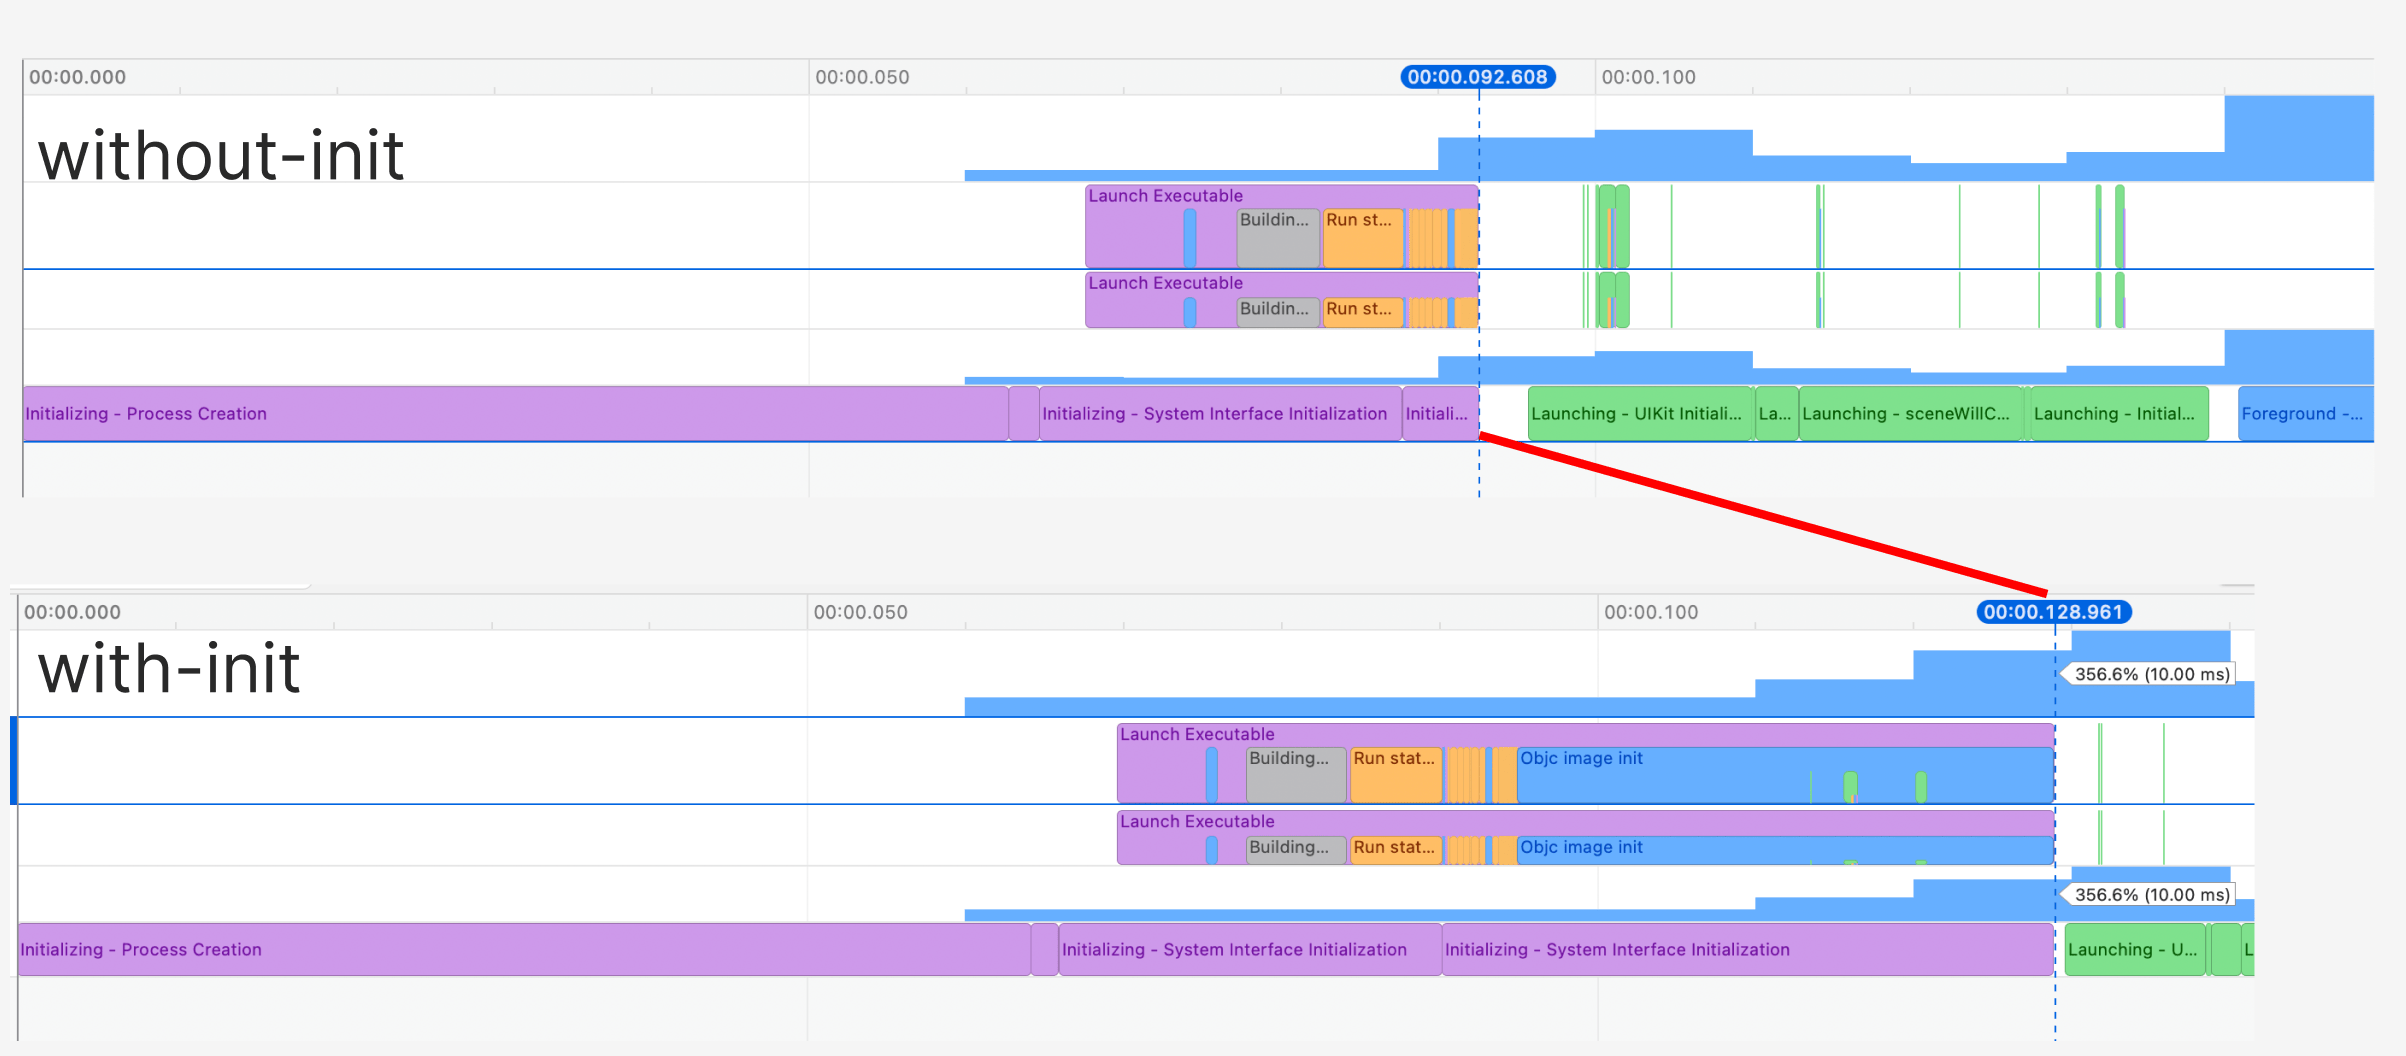 00:00.000 00:00.050 00:00.092.608 00:00.100
without-init
Launch Executable
Buildin... Run st...
Launch Executable
Buildin... Run st...
Initializing - Process Creation Initializing - System Interface Initialization Initiali... Launching - UIKit Initiali... La... Launching - sceneWillC... Launching - Initial... Foreground -...
00:00.000 00:00.050 00:00.100 00:00.128.961
with-init
356.6% (10.00 ms)
Launch Executable
Building... Run stat... Objc image init
Launch Executable
Building... Run stat... Objc image init
356.6% (10.00 ms)
Initializing - Process Creation Initializing - System Interface Initialization Initializing - System Interface Initialization Launching - U... L